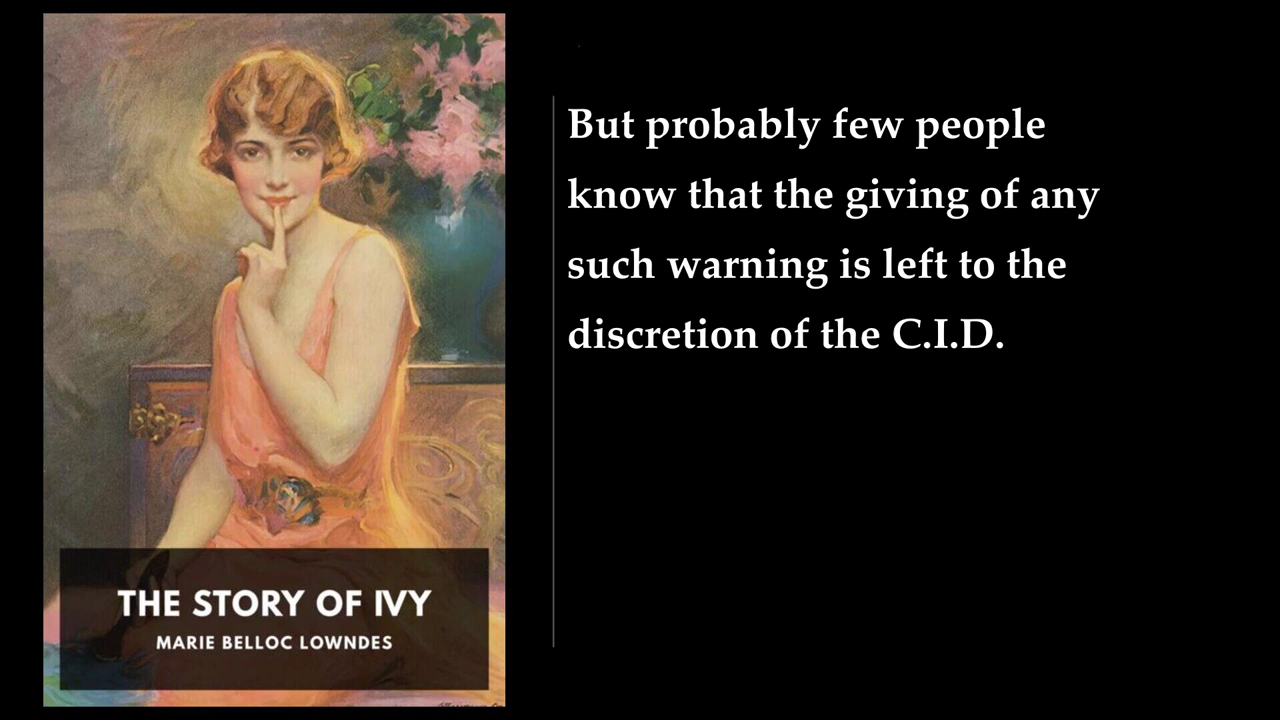 But probably few people
know that the giving of any
such warning is left to the
discretion of the C.I.D.
THE STORY OF IVY
MARIE BELLOC LOWNDES